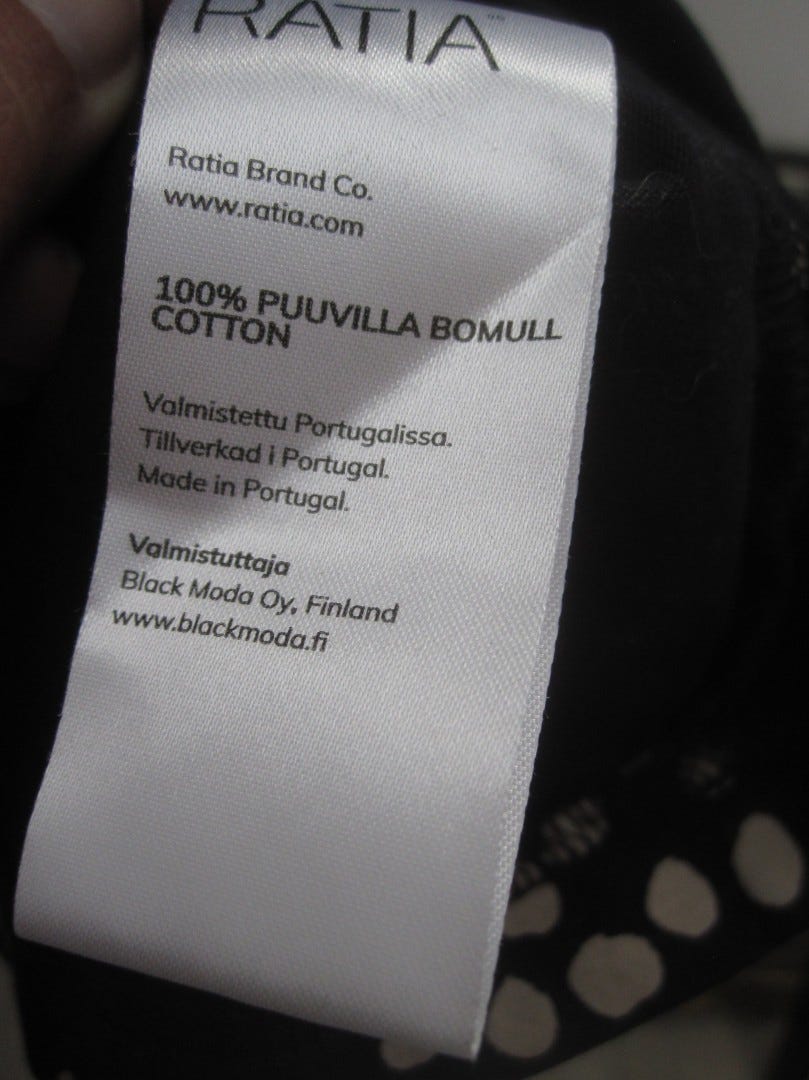 RATIA™
Ratia Brand Co.
www.ratia.com
100% PUUVILLA BOMULL
COTTON
Valmistettu Portugalissa.
Tillverkad i Portugal.
Made in Portugal.
Valmistuttaja
Black Moda Oy, Finland
www.blackmoda.fi